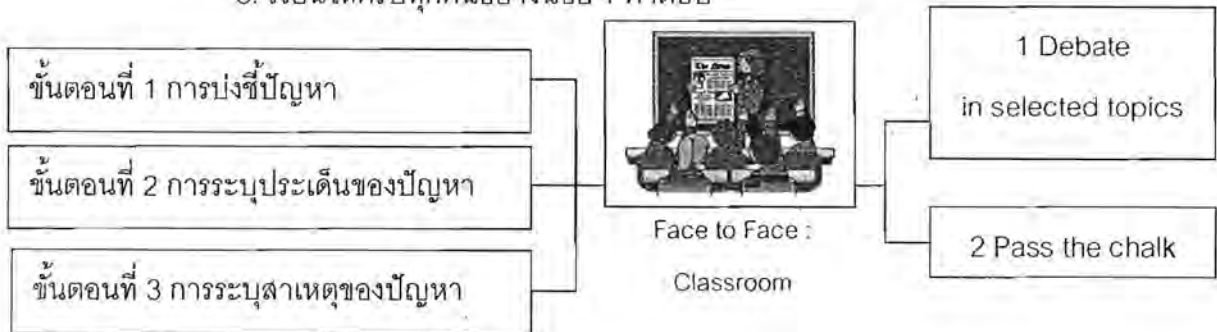 ขั้นตอนที่ 1 การบ่งชี้ปัญหา
ขั้นตอนที่ 2 การระบุประเด็นของปัญหา
ขั้นตอนที่ 3 การระบุสาเหตุของปัญหา
Face to Face :
Classroom
1 Debate
in selected topics
2 Pass the chalk